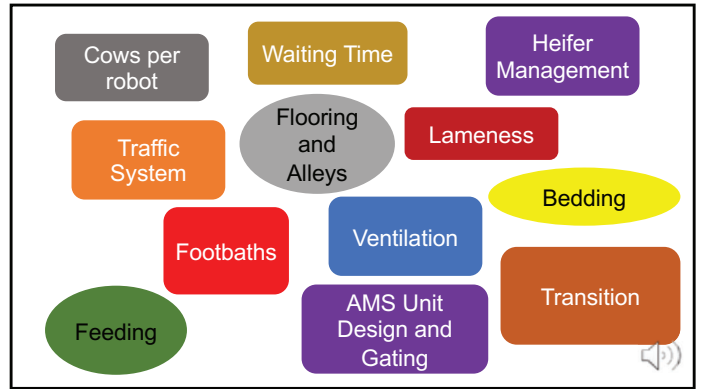 Cows per
robot
Waiting Time
Heifer
Management
Flooring
and
Alleys
Lameness
Traffic
System
Bedding
Footbaths
Ventilation
Transition
Feeding
AMS Unit
Design and
Gating